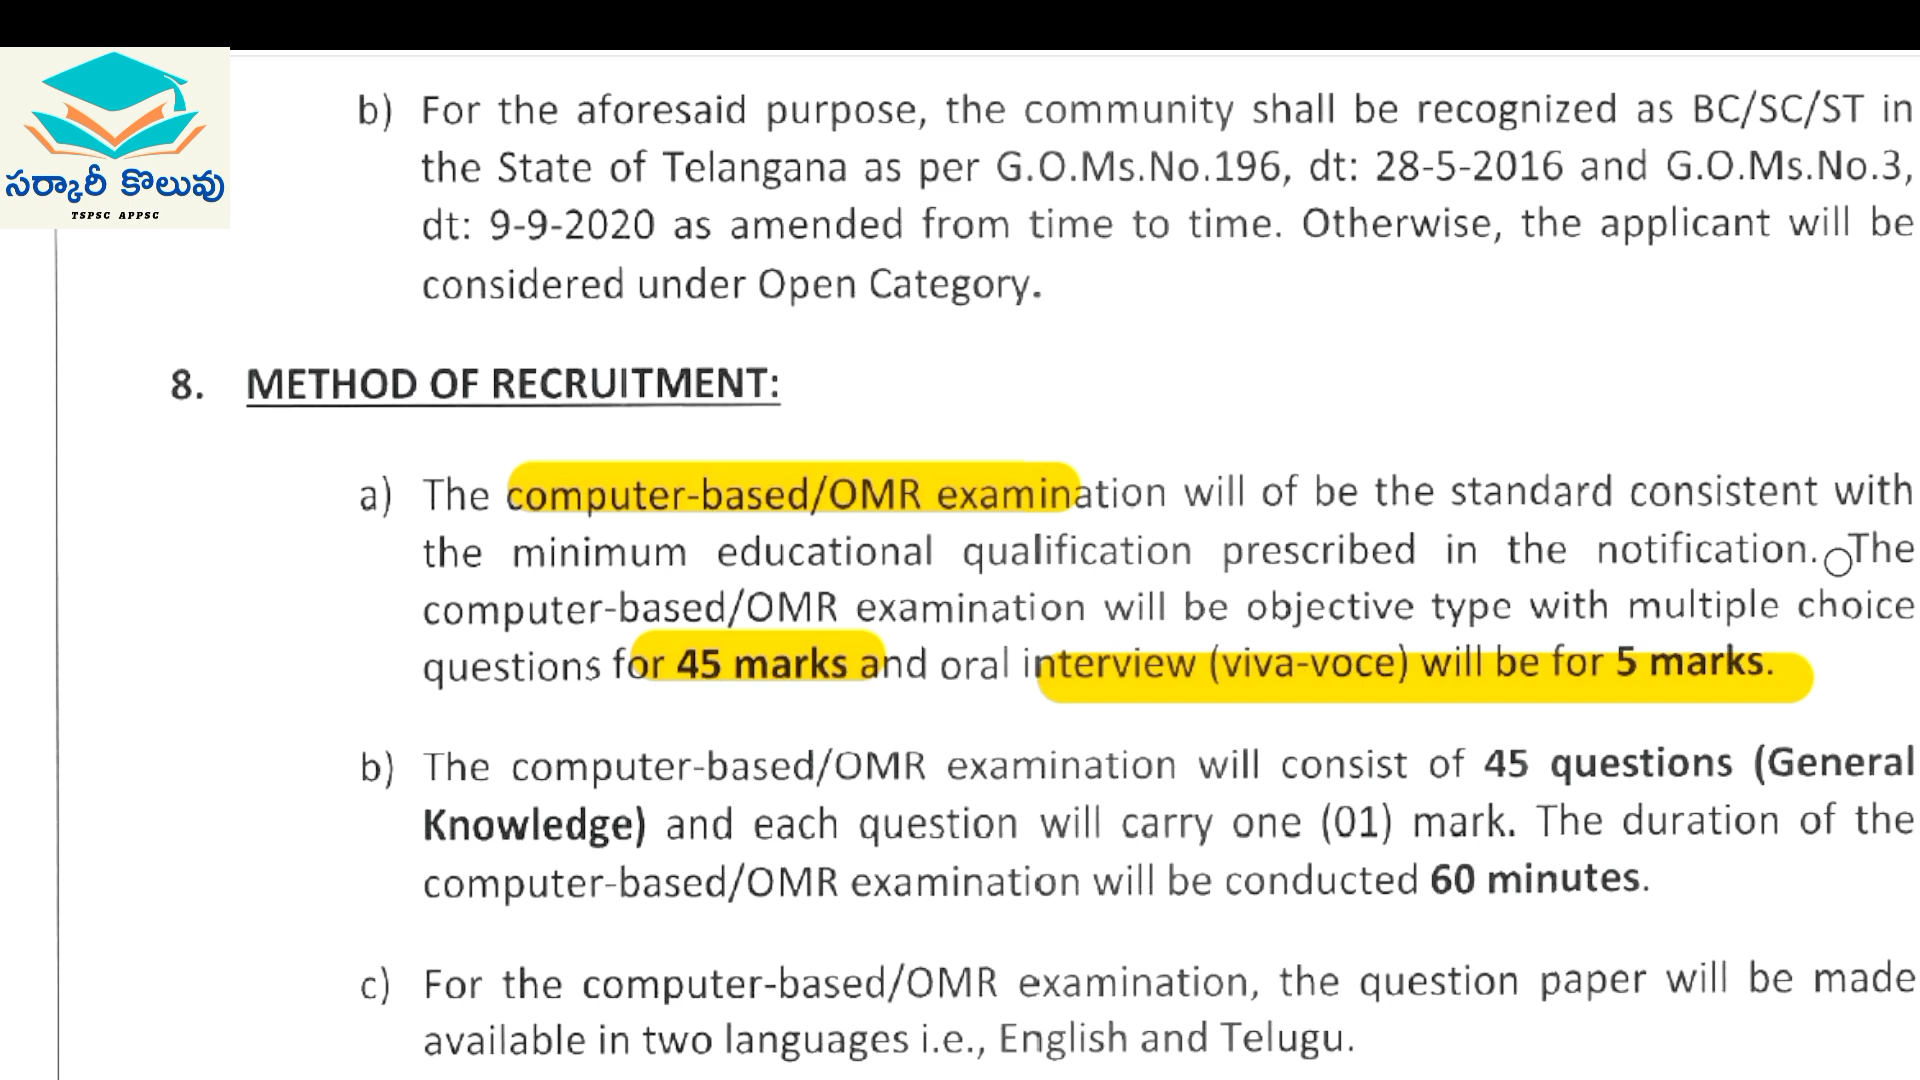 సర్కారీ కొలువు
TSPSC APPSC
b) For the aforesaid purpose, the community shall be recognized as BC/SC/ST in
the State of Telangana as per G.O.Ms.No.196, dt: 28-5-2016 and G.O.Ms.No.3,
dt: 9-9-2020 as amended from time to time. Otherwise, the applicant will be
considered under Open Category.
8. METHOD OF RECRUITMENT:
a) The computer-based/OMR examination will of be the standard consistent with
the minimum educational qualification prescribed in the notification. The
computer-based/OMR examination will be objective type with multiple choice
questions for 45 marks and oral interview (viva-voce) will be for 5 marks.
b) The computer-based/OMR examination will consist of 45 questions (General
Knowledge) and each question will carry one (01) mark. The duration of the
computer-based/OMR examination will be conducted 60 minutes.
c) For the computer-based/OMR examination, the question paper will be made
available in two languages i.e., English and Telugu.